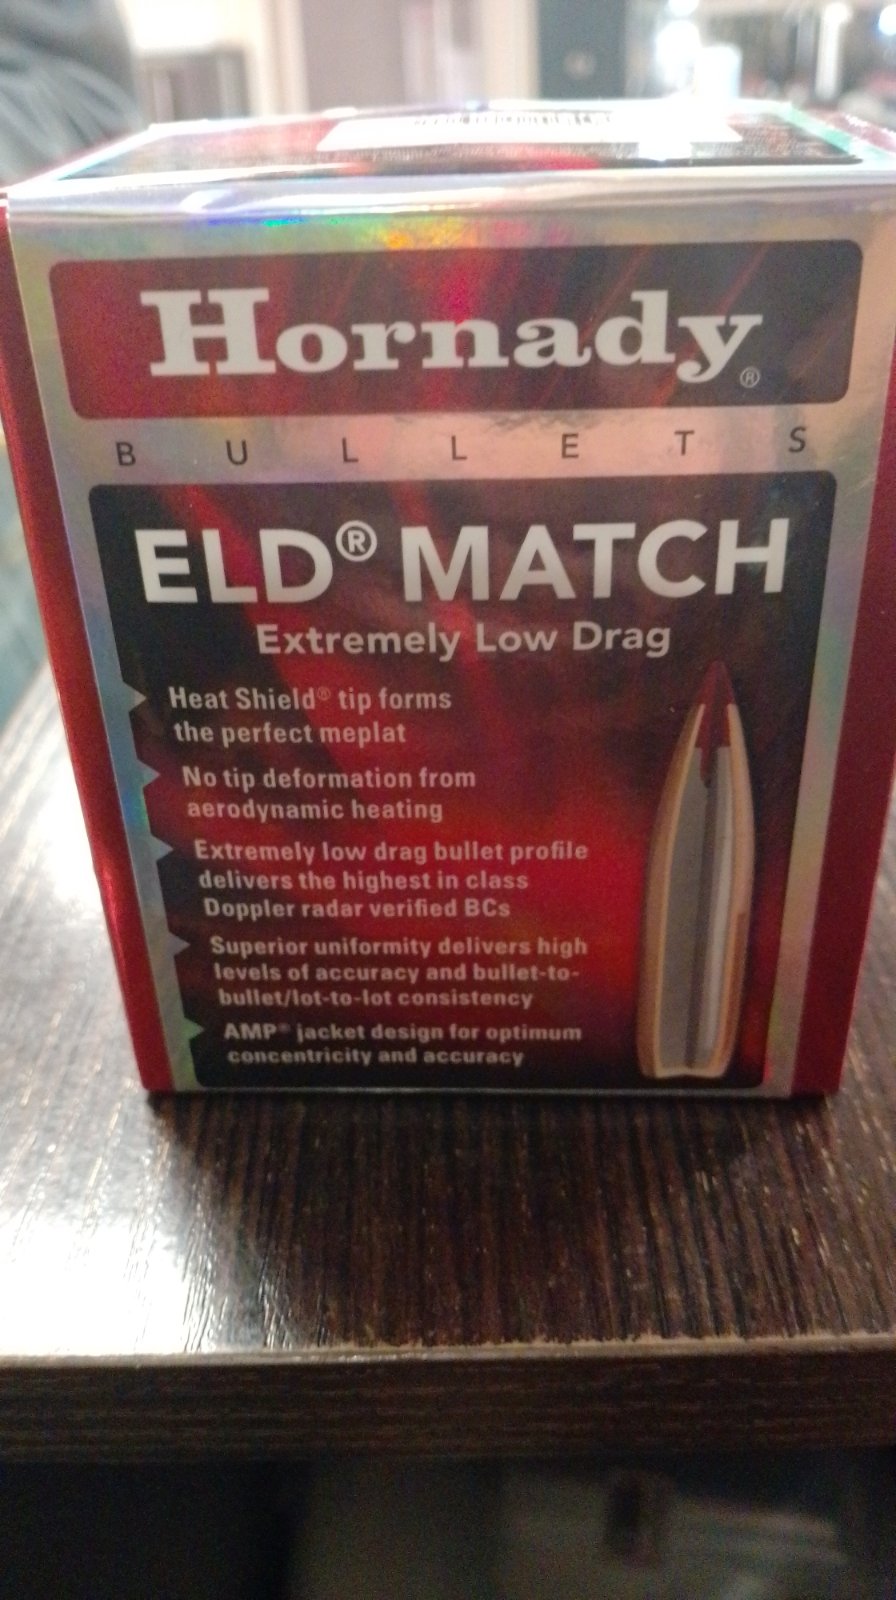 Hornady®
BULLETS
ELD® MATCH
Extremely Low Drag
Heat Shield® tip forms
the perfect meplat
No tip deformation from
aerodynamic heating
Extremely low drag bullet profile
delivers the highest in class
Doppler radar verified BCs
Superior uniformity delivers high
levels of accuracy and bullet-to-
bullet/lot-to-lot consistency
AMP® jacket design for optimum
concentricity and accuracy